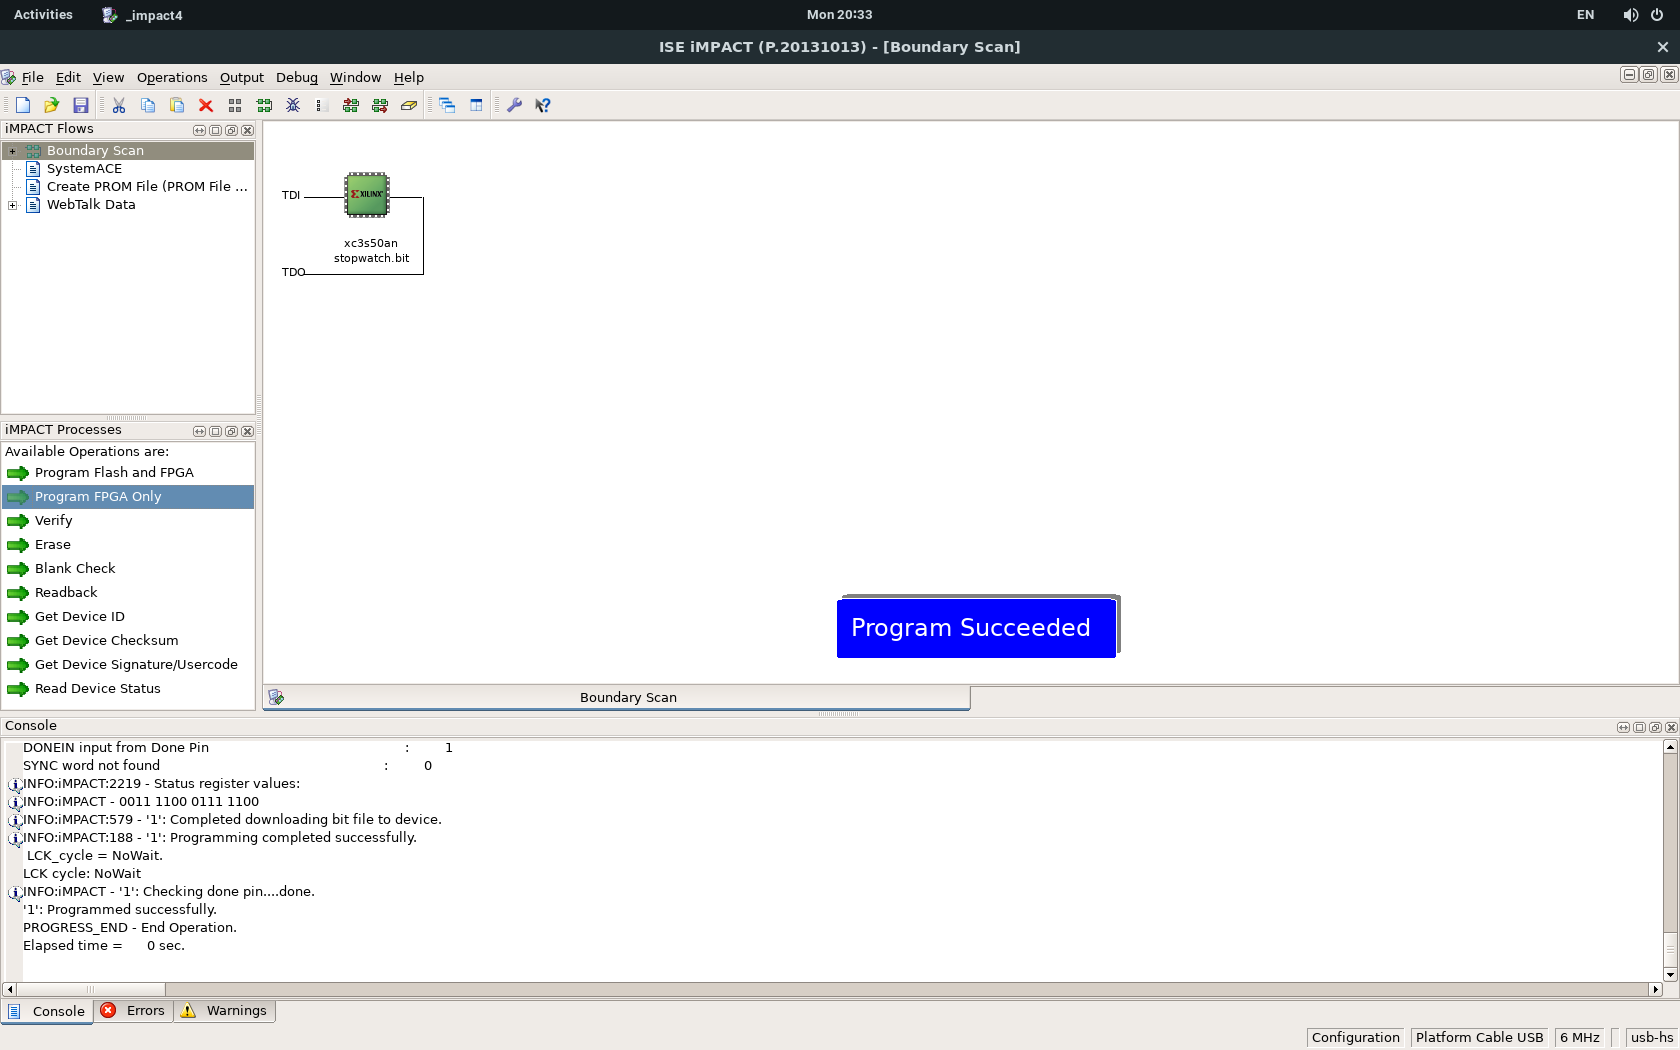 Activities
_impact4
Mon 20:33
EN
ISE iMPACT (P.20131013) - [Boundary Scan]
File Edit View Operations Output Debug Window Help
iMPACT Flows
Boundary Scan
SystemACE
Create PROM File (PROM File ...
WebTalk Data
TDI
XILINX
xc3s50an
stopwatch.bit
TDO
iMPACT Processes
Available Operations are:
Program Flash and FPGA
Program FPGA Only
Verify
Erase
Blank Check
Readback
Get Device ID
Get Device Checksum
Get Device Signature/Usercode
Read Device Status
Program Succeeded
Boundary Scan
Console
DONEIN input from Done Pin : 1
SYNC word not found : 0
INFO:iMPACT:2219 - Status register values:
INFO:iMPACT - 0011 1100 0111 1100
INFO:iMPACT:579 - '1': Completed downloading bit file to device.
INFO:iMPACT:188 - '1': Programming completed successfully.
LCK_cycle = NoWait.
LCK cycle: NoWait
INFO:iMPACT - '1': Checking done pin....done.
'1': Programmed successfully.
PROGRESS_END - End Operation.
Elapsed time = 0 sec.
Console Errors Warnings
Configuration Platform Cable USB 6 MHz usb-hs